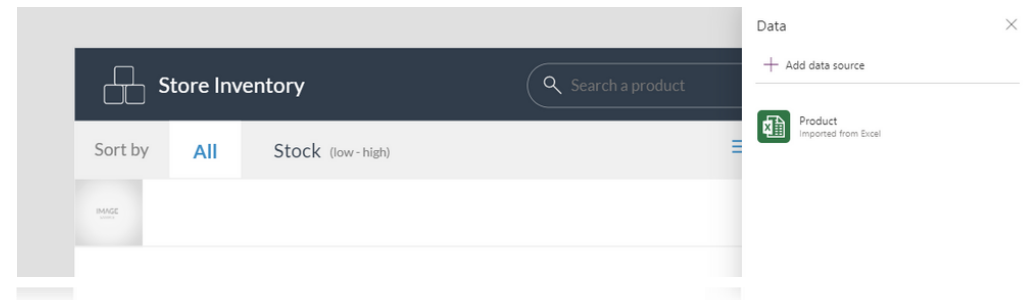 Data
Add data source
Store Inventory
Search a product
Product
Imported from Excel
Sort by All Stock (low - high)
IMAGE